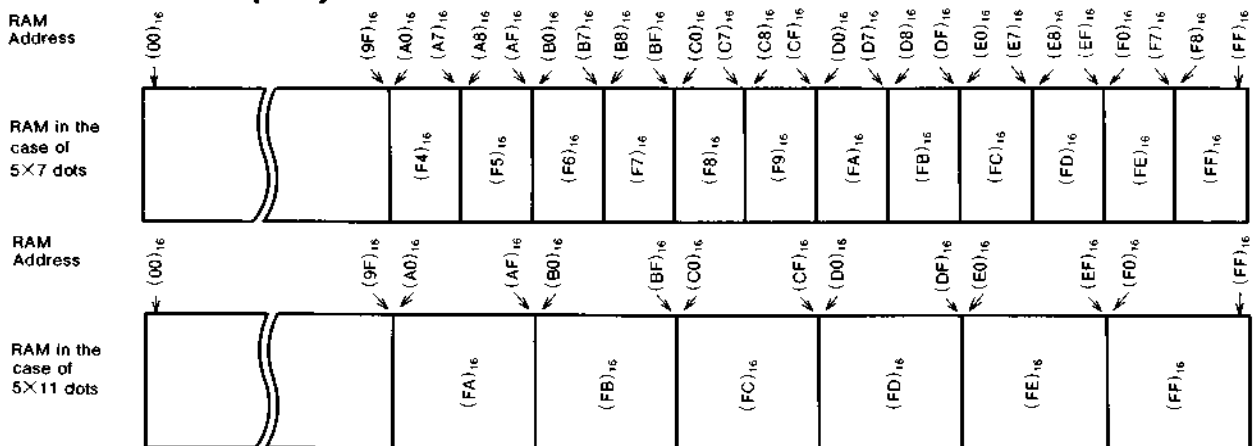 RAM
Address
(00)₁₆ (9F)₁₆ (A0)₁₆ (A7)₁₆ (A8)₁₆ (AF)₁₆ (B0)₁₆ (B7)₁₆ (B8)₁₆ (BF)₁₆ (C0)₁₆ (C7)₁₆ (C8)₁₆ (CF)₁₆ (D0)₁₆ (D7)₁₆ (D8)₁₆ (DF)₁₆ (E0)₁₆ (E7)₁₆ (E8)₁₆ (EF)₁₆ (F0)₁₆ (F7)₁₆ (F8)₁₆ (FF)₁₆
RAM in the
case of
5×7 dots
(F4)₁₆ (F5)₁₆ (F6)₁₆ (F7)₁₆ (F8)₁₆ (F9)₁₆ (FA)₁₆ (FB)₁₆ (FC)₁₆ (FD)₁₆ (FE)₁₆ (FF)₁₆
RAM
Address
(00)₁₆ (9F)₁₆ (A0)₁₆ (AF)₁₆ (B0)₁₆ (BF)₁₆ (C0)₁₆ (CF)₁₆ (D0)₁₆ (DF)₁₆ (E0)₁₆ (EF)₁₆ (F0)₁₆ (FF)₁₆
RAM in the
case of
5×11 dots
(FA)₁₆ (FB)₁₆ (FC)₁₆ (FD)₁₆ (FE)₁₆ (FF)₁₆